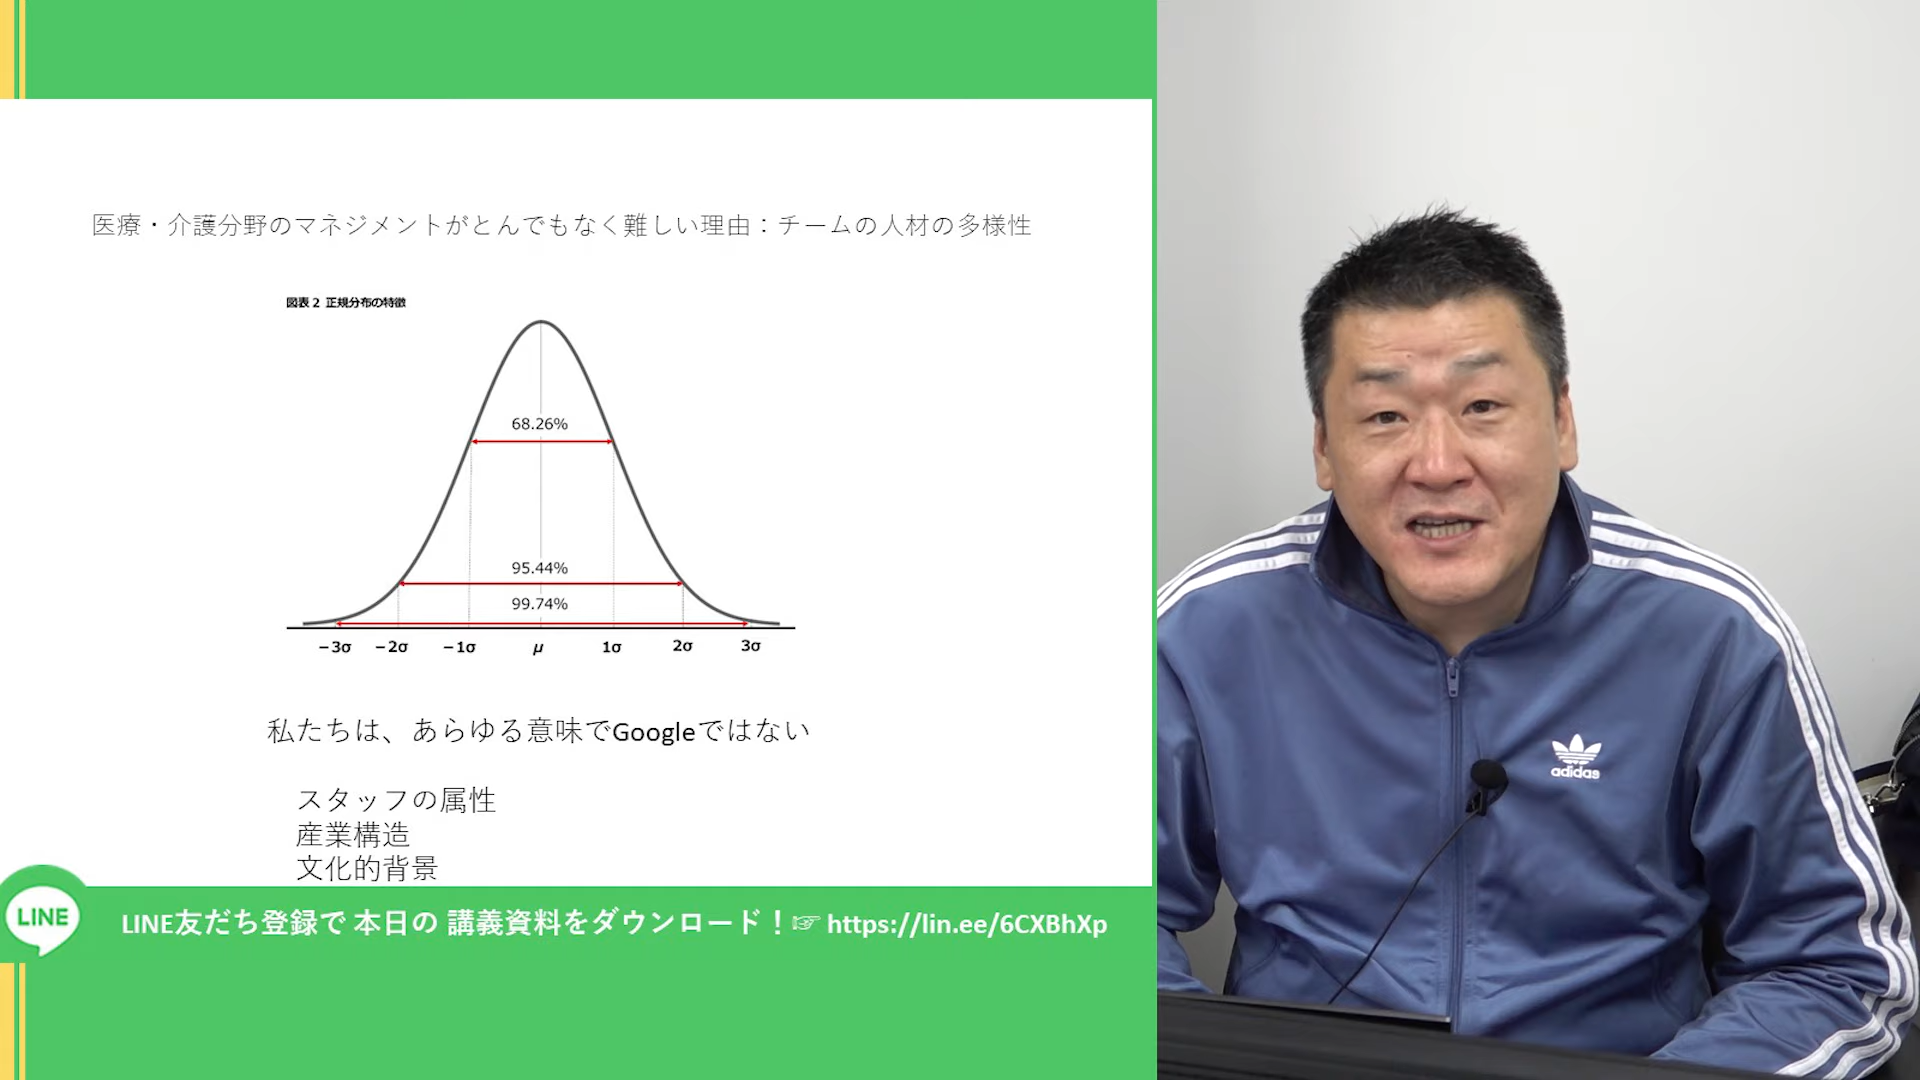 医療・介護分野のマネジメントがとんでもなく難しい理由：チームの人材の多様性
図表 2 正規分布の特徴
68.26%
95.44%
99.74%
−3σ −2σ −1σ μ 1σ 2σ 3σ
私たちは、あらゆる意味でGoogleではない
スタッフの属性
産業構造
文化的背景
LINE
LINE友だち登録で 本日の 講義資料をダウンロード！☞ https://lin.ee/6CXBhXp
adidas